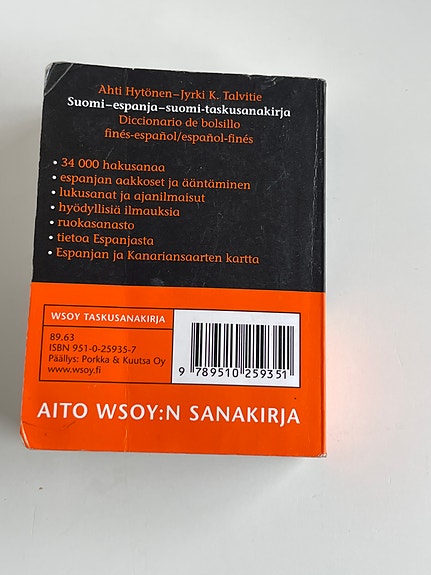 Ahti Hytönen–Jyrki K. Talvitie
Suomi–espanja–suomi-taskusanakirja
Diccionario de bolsillo
finés-español/español-finés
• 34 000 hakusanaa
• espanjan aakkoset ja ääntäminen
• lukusanat ja ajanilmaisut
• hyödyllisiä ilmauksia
• ruokasanasto
• tietoa Espanjasta
• Espanjan ja Kanariansaarten kartta
WSOY TASKUSANAKIRJA
89.63
ISBN 951-0-25935-7
Päällys: Porkka & Kuutsa Oy
www.wsoy.fi
9 789510 259351
AITO WSOY:N SANAKIRJA